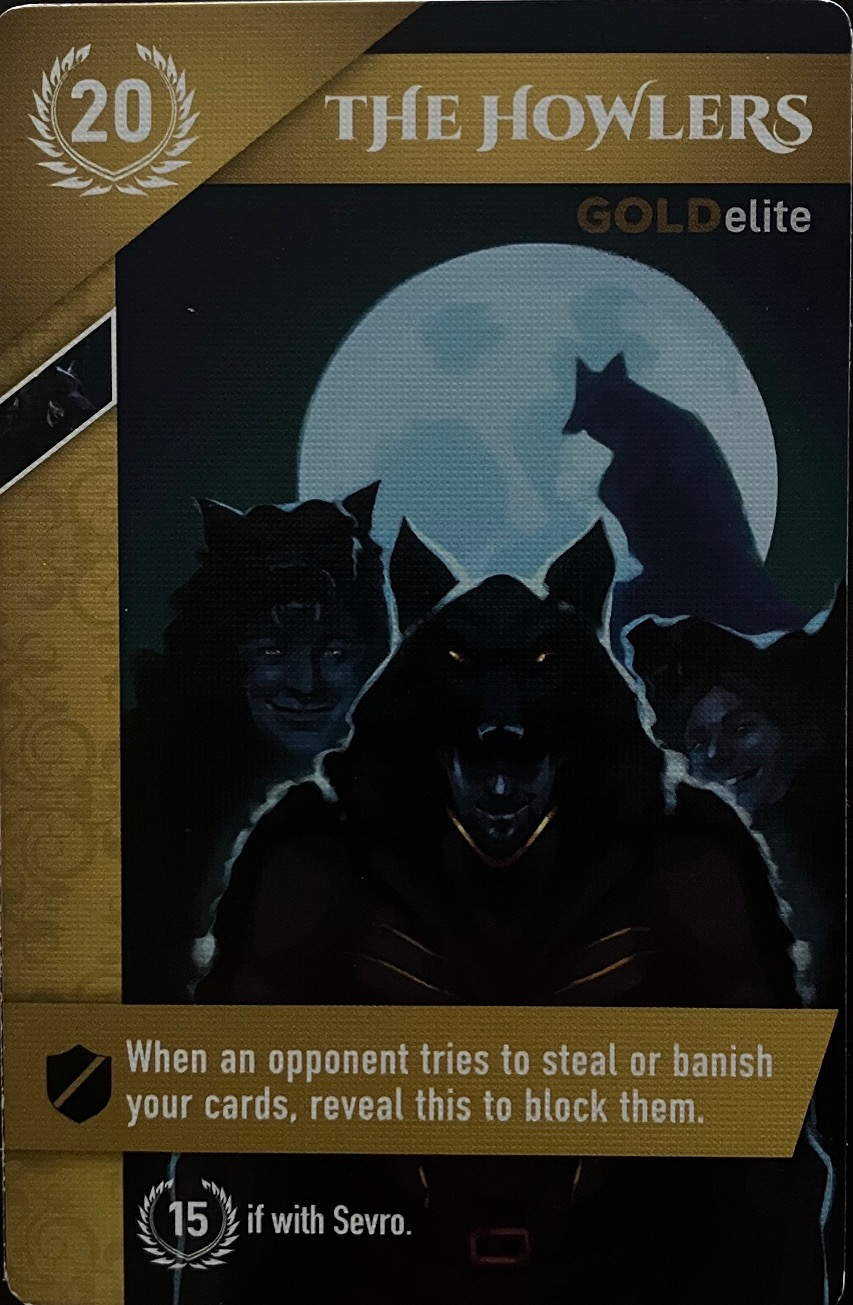 20
THE HOWLERS
GOLDelite
When an opponent tries to steal or banish
your cards, reveal this to block them.
15 if with Sevro.